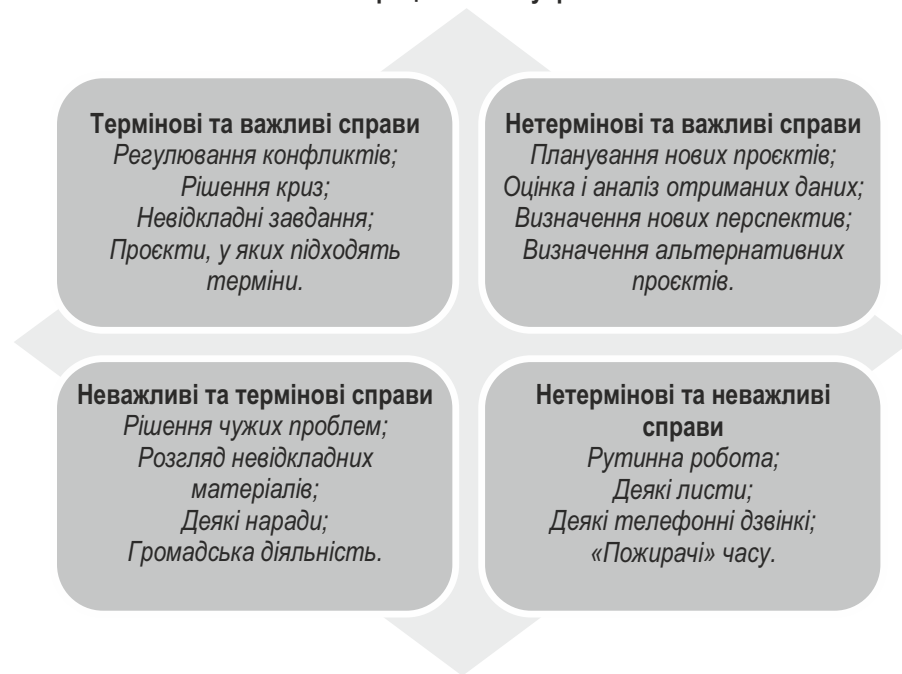 Термінові та важливі справи
Регулювання конфліктів;
Рішення криз;
Невідкладні завдання;
Проєкти, у яких підходять
терміни.
Нетермінові та важливі справи
Планування нових проєктів;
Оцінка і аналіз отриманих даних;
Визначення нових перспектив;
Визначення альтернативних
проєктів.
Неважливі та термінові справи
Рішення чужих проблем;
Розгляд невідкладних
матеріалів;
Деякі наради;
Громадська діяльність.
Нетермінові та неважливі
справи
Рутинна робота;
Деякі листи;
Деякі телефонні дзвінкі;
«Пожирачі» часу.